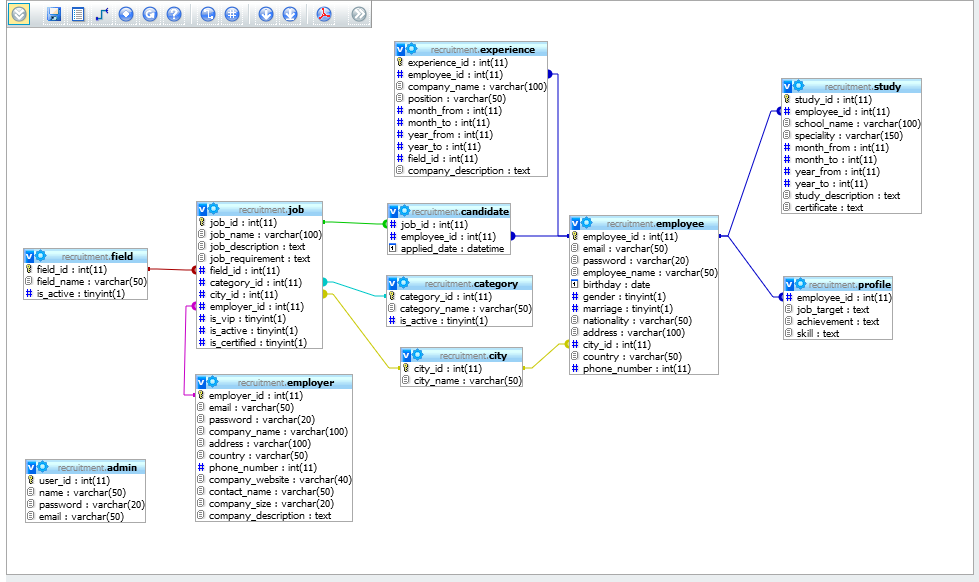 recruitment.experience
experience_id : int(11)
employee_id : int(11)
company_name : varchar(100)
position : varchar(50)
month_from : int(11)
month_to : int(11)
year_from : int(11)
year_to : int(11)
field_id : int(11)
company_description : text
recruitment.study
study_id : int(11)
employee_id : int(11)
school_name : varchar(100)
speciality : varchar(150)
month_from : int(11)
month_to : int(11)
year_from : int(11)
year_to : int(11)
study_description : text
certificate : text
recruitment.job
job_id : int(11)
job_name : varchar(100)
job_description : text
job_requirement : text
field_id : int(11)
category_id : int(11)
city_id : int(11)
employer_id : int(11)
is_vip : tinyint(1)
is_active : tinyint(1)
is_certified : tinyint(1)
recruitment.candidate
job_id : int(11)
employee_id : int(11)
applied_date : datetime
recruitment.employee
employee_id : int(11)
email : varchar(50)
password : varchar(20)
employee_name : varchar(50)
birthday : date
gender : tinyint(1)
marriage : tinyint(1)
nationality : varchar(50)
address : varchar(100)
city_id : int(11)
country : varchar(50)
phone_number : int(11)
recruitment.field
field_id : int(11)
field_name : varchar(50)
is_active : tinyint(1)
recruitment.category
category_id : int(11)
category_name : varchar(50)
is_active : tinyint(1)
recruitment.profile
employee_id : int(11)
job_target : text
achievement : text
skill : text
recruitment.city
city_id : int(11)
city_name : varchar(50)
recruitment.employer
employer_id : int(11)
email : varchar(50)
password : varchar(20)
company_name : varchar(100)
address : varchar(100)
country : varchar(50)
phone_number : int(11)
company_website : varchar(40)
contact_name : varchar(50)
company_size : varchar(20)
company_description : text
recruitment.admin
user_id : int(11)
name : varchar(50)
password : varchar(20)
email : varchar(50)